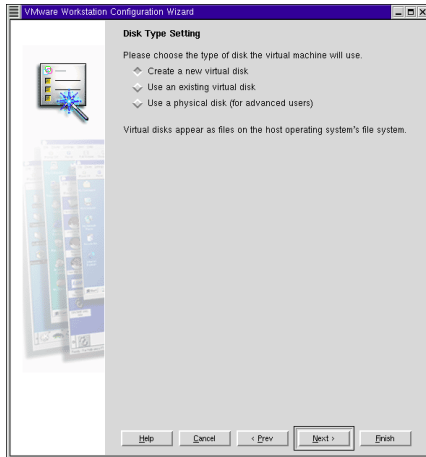 VMware Workstation Configuration Wizard
Disk Type Setting
Please choose the type of disk the virtual machine will use.
Create a new virtual disk
Use an existing virtual disk
Use a physical disk (for advanced users)
Virtual disks appear as files on the host operating system's file system.
Help
Cancel
< Prev
Next >
Finish